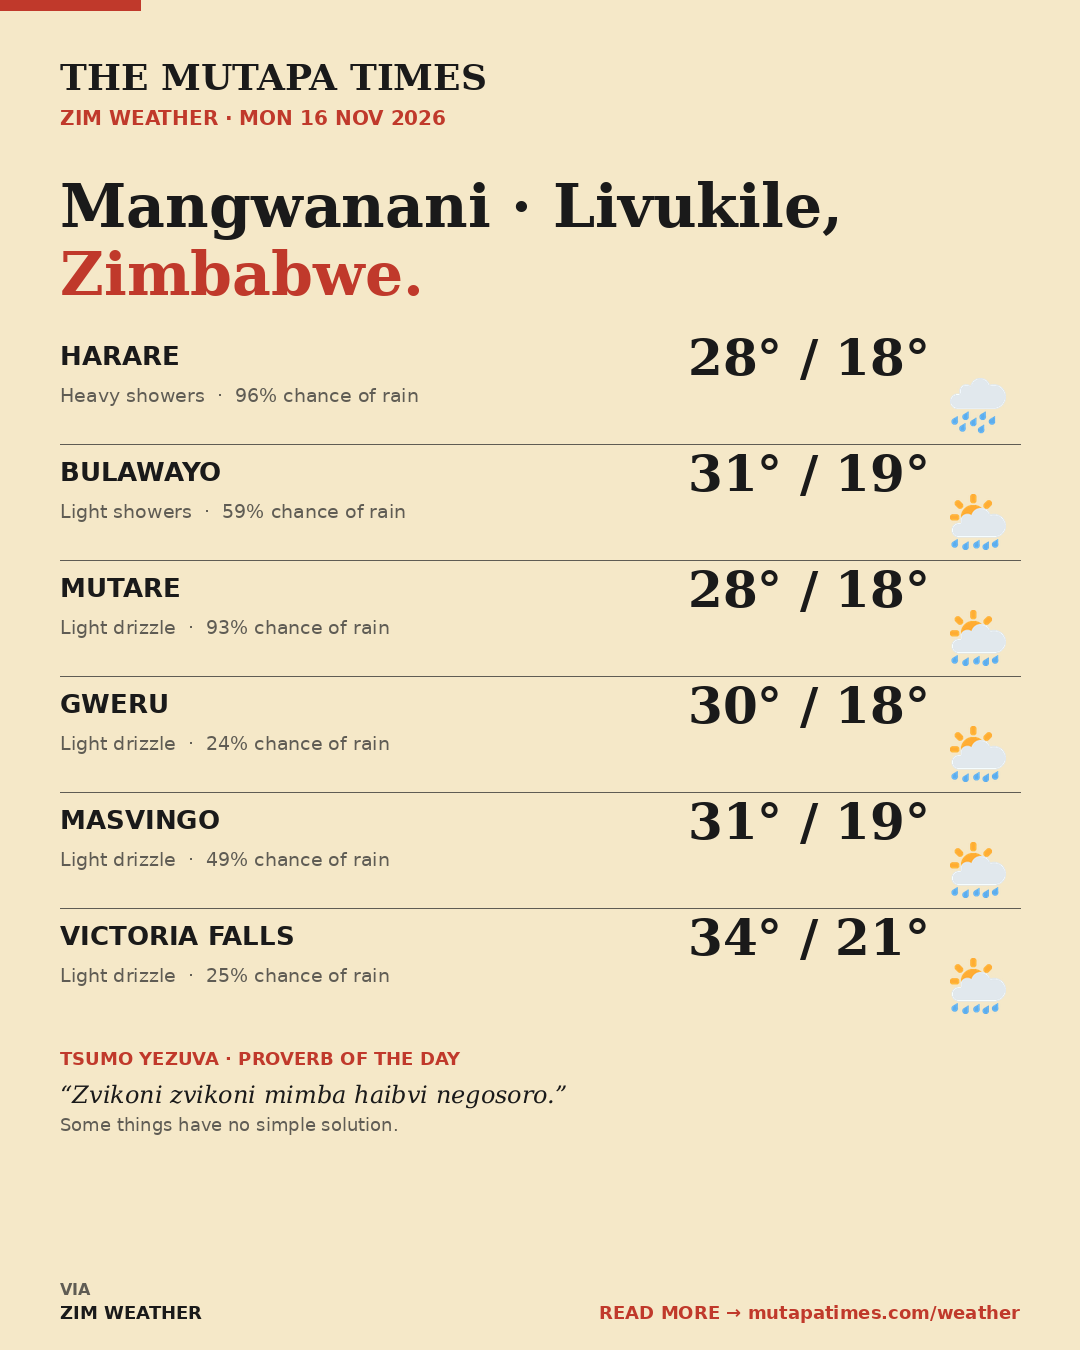 THE MUTAPA TIMES
ZIM WEATHER · MON 16 NOV 2026
Mangwanani · Livukile,
Zimbabwe.
HARARE
28° / 18°
Heavy showers · 96% chance of rain
BULAWAYO
31° / 19°
Light showers · 59% chance of rain
MUTARE
28° / 18°
Light drizzle · 93% chance of rain
GWERU
30° / 18°
Light drizzle · 24% chance of rain
MASVINGO
31° / 19°
Light drizzle · 49% chance of rain
VICTORIA FALLS
34° / 21°
Light drizzle · 25% chance of rain
TSUMO YEZUVA · PROVERB OF THE DAY
“Zvikoni zvikoni mimba haibvi negosoro.”
Some things have no simple solution.
VIA
ZIM WEATHER
READ MORE → mutapatimes.com/weather